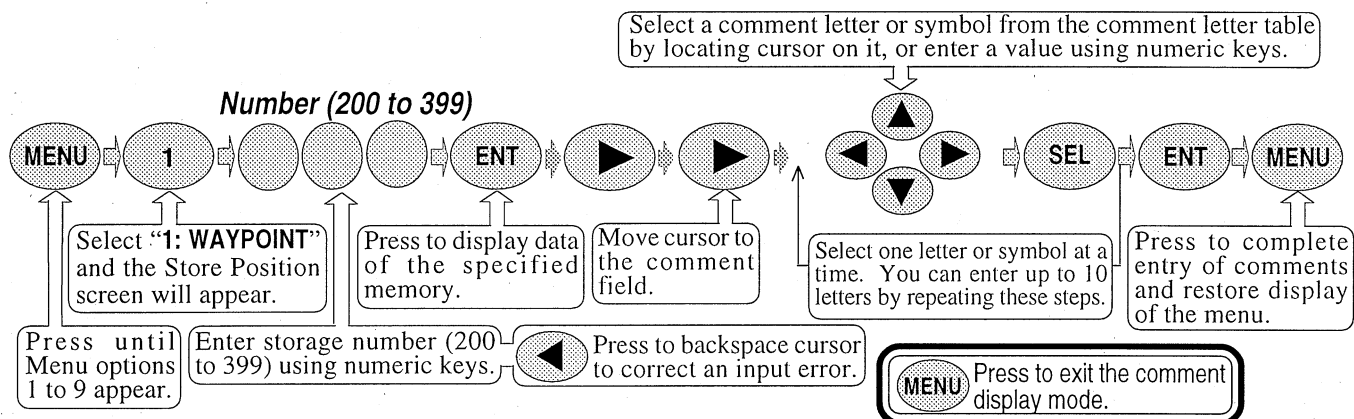 Select a comment letter or symbol from the comment letter table
by locating cursor on it, or enter a value using numeric keys.
Number (200 to 399)
MENU 1 ENT SEL ENT MENU
Select "1: WAYPOINT"
and the Store Position
screen will appear.
Press to display data
of the specified
memory.
Move cursor to
the comment
field.
Select one letter or symbol at a
time. You can enter up to 10
letters by repeating these steps.
Press to complete
entry of comments
and restore display
of the menu.
Press until
Menu options
1 to 9 appear.
Enter storage number (200
to 399) using numeric keys.
Press to backspace cursor
to correct an input error.
MENU Press to exit the comment
display mode.